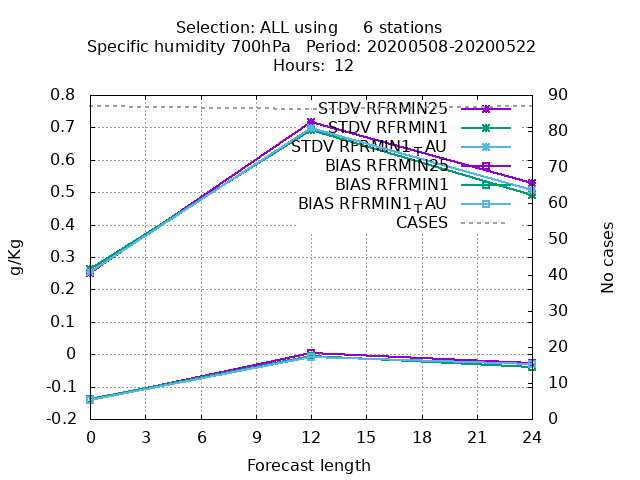 Selection: ALL using 6 stations
Specific humidity 700hPa Period: 20200508-20200522
Hours: 12
0.8
0.7
0.6
0.5
0.4
0.3
0.2
0.1
0
-0.1
-0.2
g/Kg
STDV RFRMIN25
STDV RFRMIN1
STDV RFRMIN1TAU
BIAS RFRMIN25
BIAS RFRMIN1
BIAS RFRMIN1TAU
CASES
90
80
70
60
50
40
30
20
10
0
No cases
0 3 6 9 12 15 18 21 24
Forecast length